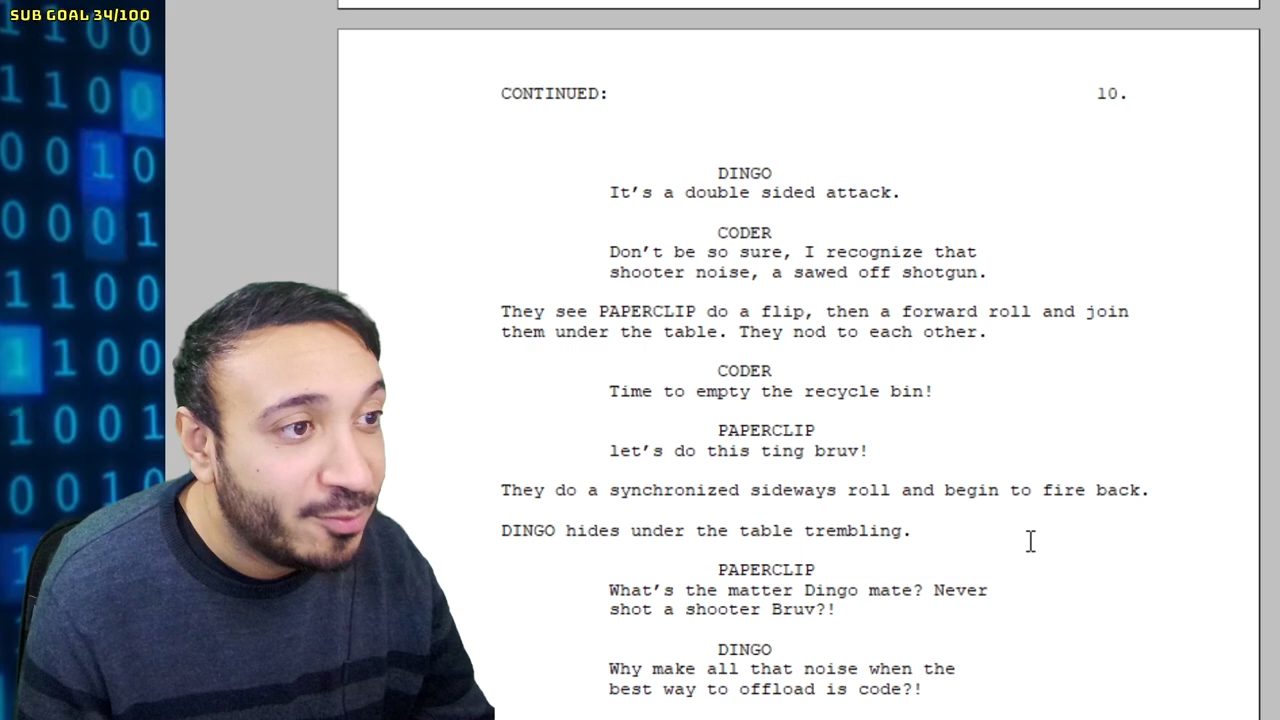 SUB GOAL 34/100
CONTINUED: 10.
DINGO
It's a double sided attack.
CODER
Don't be so sure, I recognize that
shooter noise, a sawed off shotgun.
They see PAPERCLIP do a flip, then a forward roll and join
them under the table. They nod to each other.
CODER
Time to empty the recycle bin!
PAPERCLIP
let's do this ting bruv!
They do a synchronized sideways roll and begin to fire back.
DINGO hides under the table trembling.
PAPERCLIP
What's the matter Dingo mate? Never
shot a shooter Bruv?!
DINGO
Why make all that noise when the
best way to offload is code?!